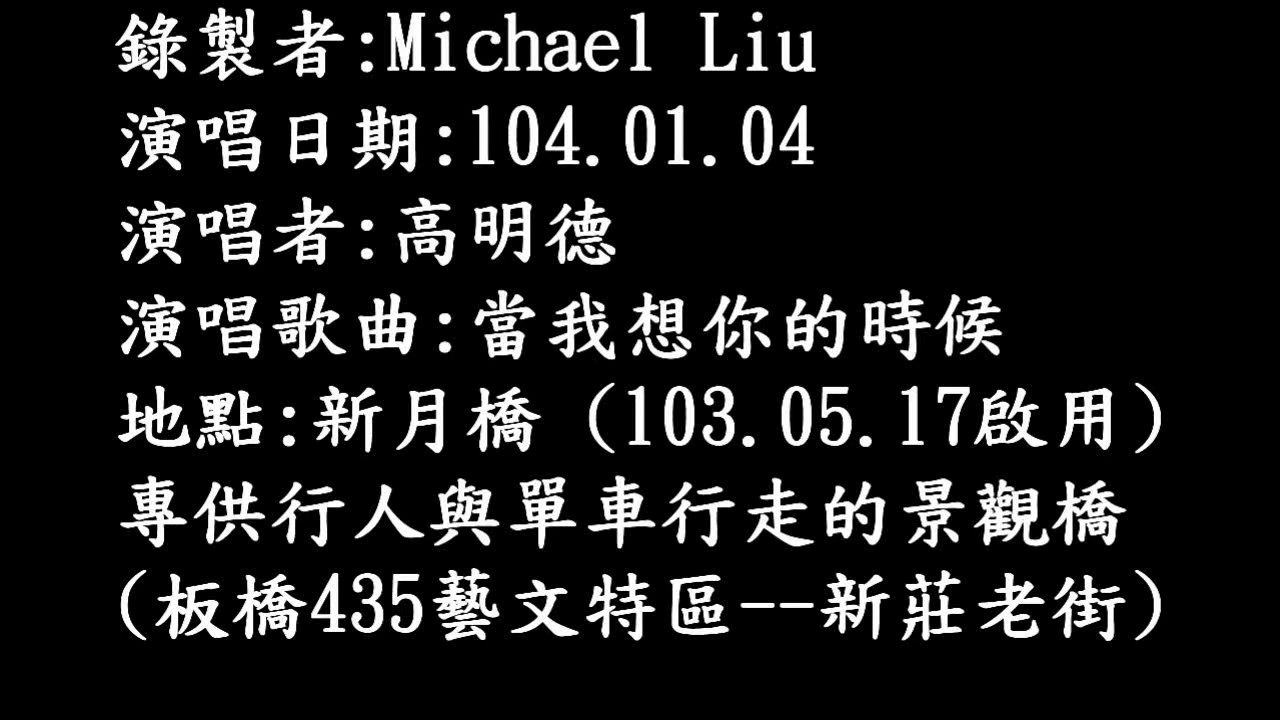 錄製者:Michael Liu
演唱日期:104.01.04
演唱者:高明德
演唱歌曲:當我想你的時候
地點:新月橋 (103.05.17啟用)
專供行人與單車行走的景觀橋
(板橋435藝文特區--新莊老街)